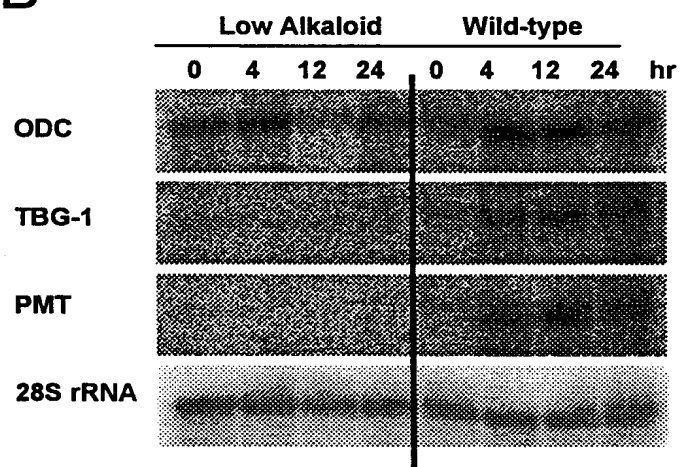 Low Alkaloid Wild-type
0 4 12 24 0 4 12 24 hr
ODC
TBG-1
PMT
28S rRNA